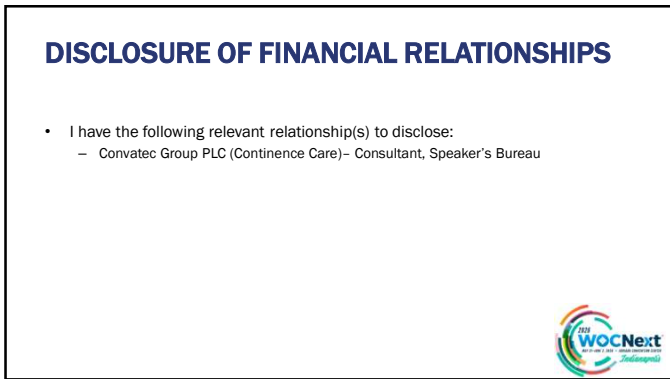 DISCLOSURE OF FINANCIAL RELATIONSHIPS
• I have the following relevant relationship(s) to disclose:
– Convatec Group PLC (Continence Care)– Consultant, Speaker's Bureau
WOCNext
Indianapolis